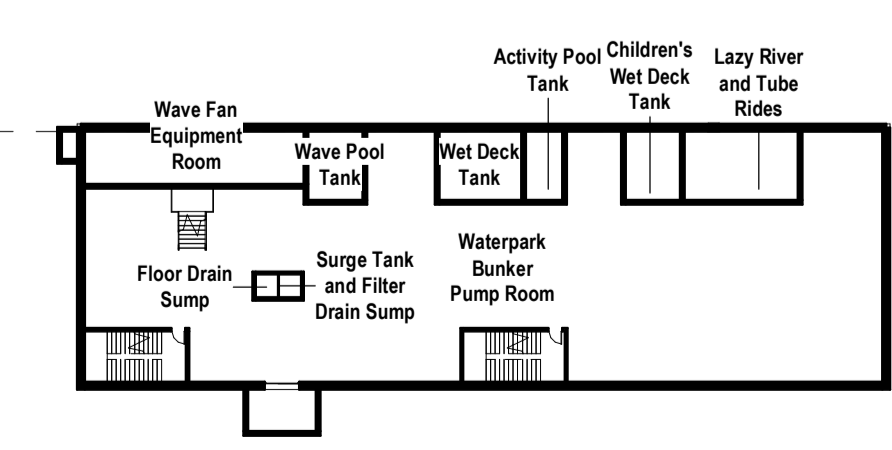 Activity Pool
Tank
Children's
Wet Deck
Tank
Lazy River
and Tube
Rides
Wave Fan
Equipment
Room
Wave Pool
Tank
Wet Deck
Tank
Floor Drain
Sump
Surge Tank
and Filter
Drain Sump
Waterpark
Bunker
Pump Room